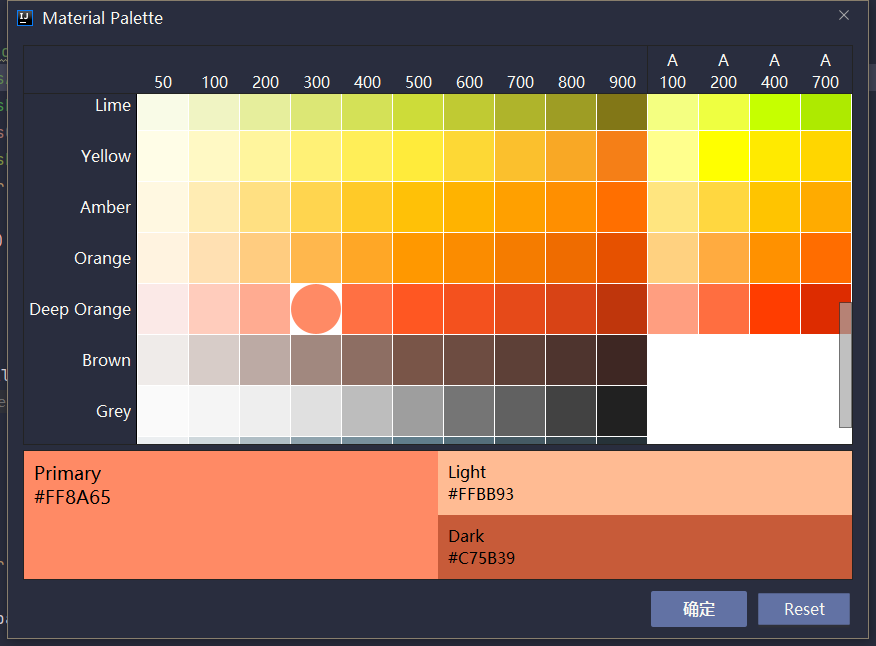 IJ
Material Palette
A A A A
50 100 200 300 400 500 600 700 800 900 100 200 400 700
Lime
Yellow
Amber
Orange
Deep Orange
Brown
Grey
Primary
#FF8A65
Light
#FFBB93
Dark
#C75B39
确定
Reset